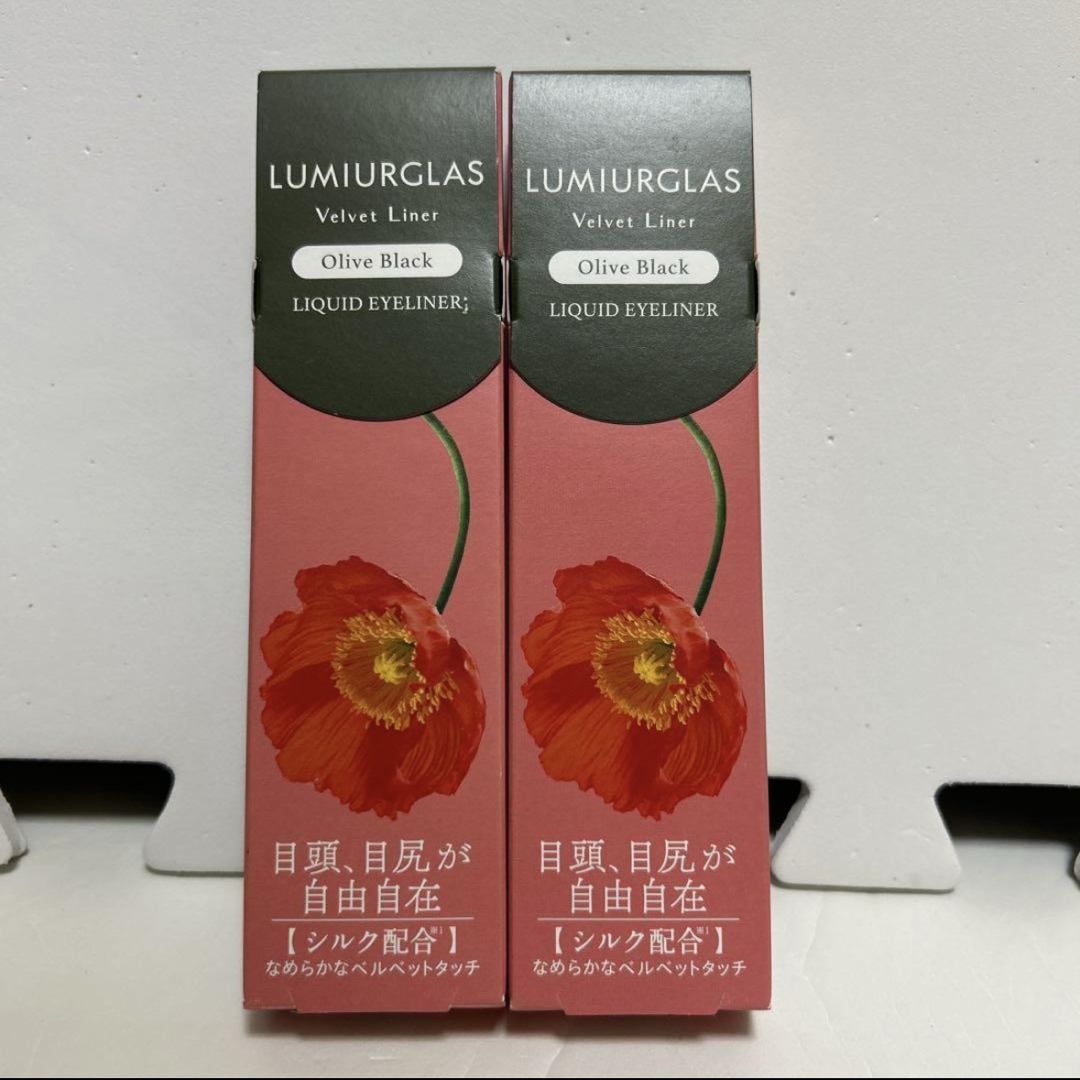 LUMIURGLAS
Velvet Liner
Olive Black
LIQUID EYELINER
目頭、目尻が
自由自在
【シルク配合※1】
なめらかなベルベットタッチ
LUMIURGLAS
Velvet Liner
Olive Black
LIQUID EYELINER
目頭、目尻が
自由自在
【シルク配合※1】
なめらかなベルベットタッチ